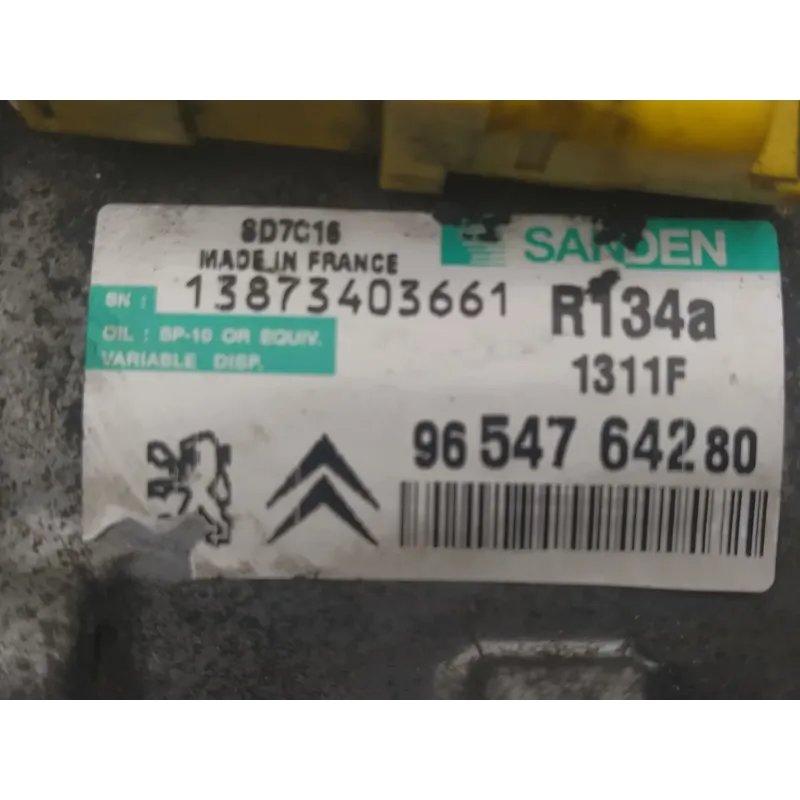 SD7C16
MADE IN FRANCE
SANDEN
SN : 13873403661
R134a
OIL : SP-10 OR EQUIV.
VARIABLE DISP.
1311F
96 547 642 80